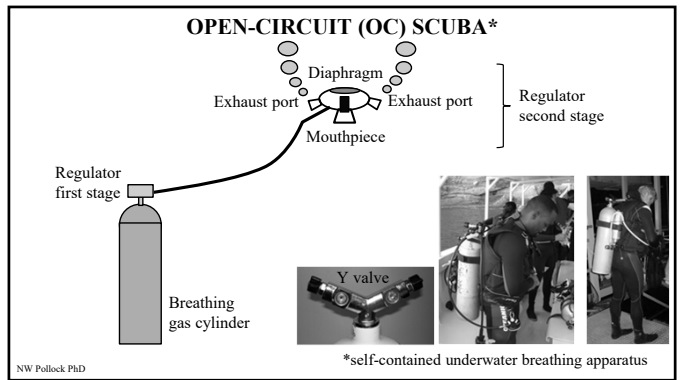 OPEN-CIRCUIT (OC) SCUBA*
Diaphragm
Exhaust port
Exhaust port
Mouthpiece
Regulator
second stage
Regulator
first stage
Breathing
gas cylinder
Y valve
*self-contained underwater breathing apparatus
NW Pollock PhD